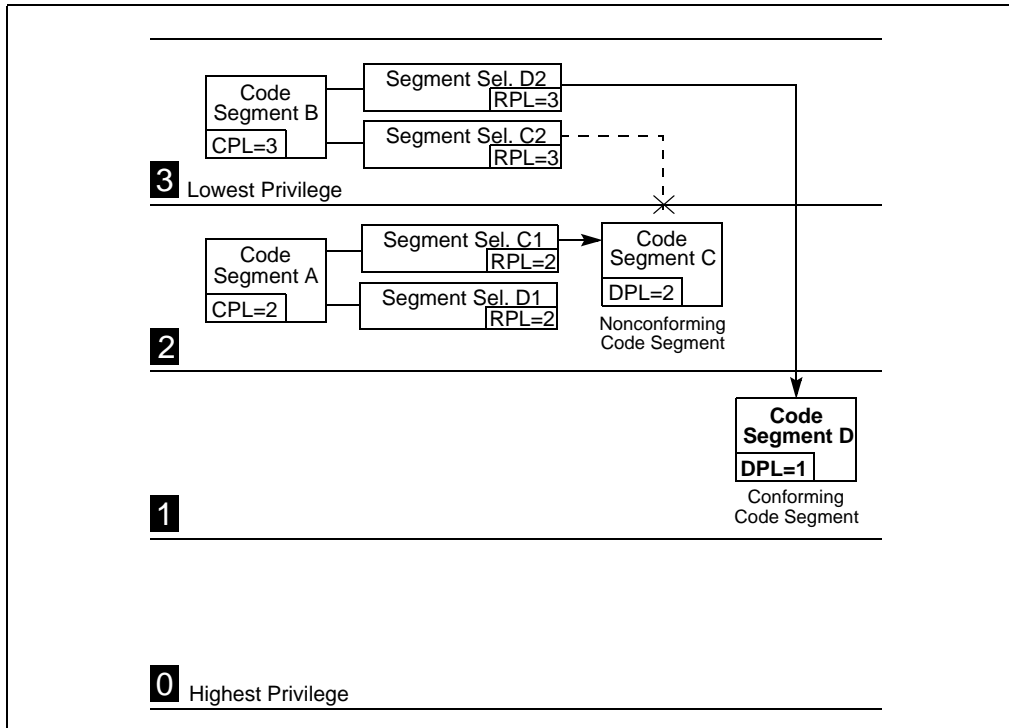 Code
Segment B
CPL=3
Segment Sel. D2
RPL=3
Segment Sel. C2
RPL=3
3 Lowest Privilege
Code
Segment A
CPL=2
Segment Sel. C1
RPL=2
Segment Sel. D1
RPL=2
Code
Segment C
DPL=2
Nonconforming
Code Segment
2
Code
Segment D
DPL=1
Conforming
Code Segment
1
0 Highest Privilege